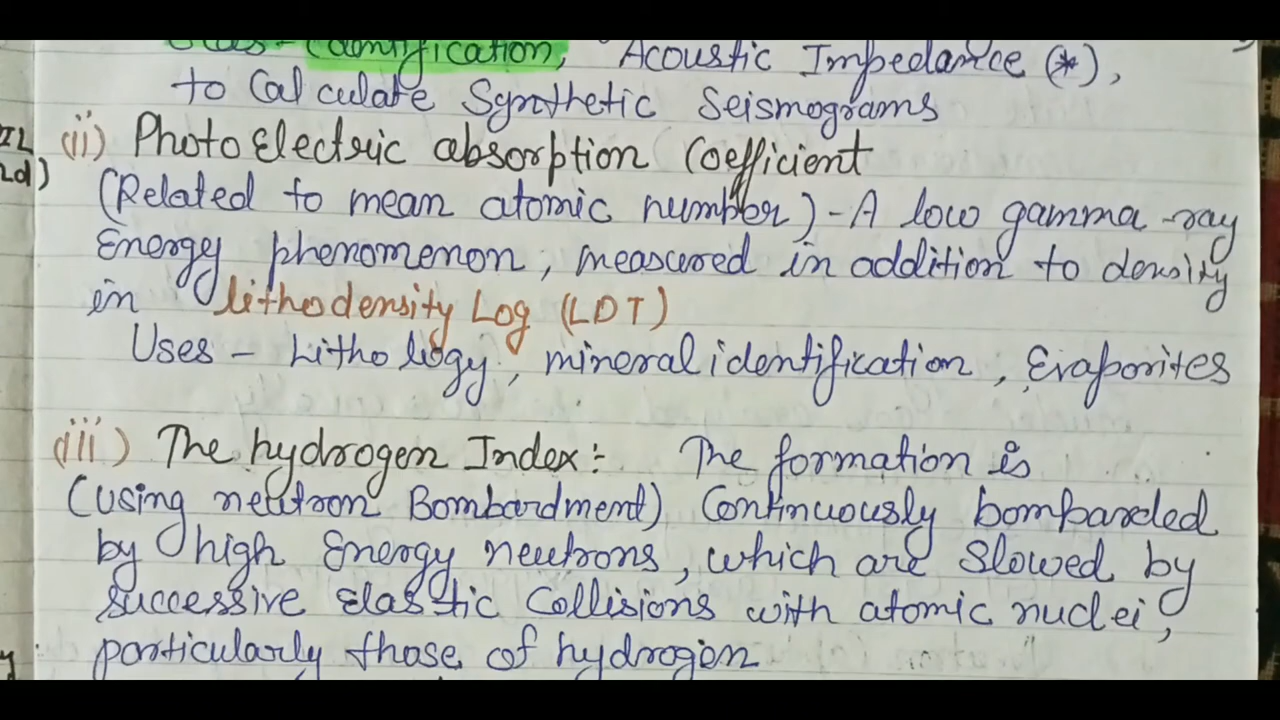 Identification, Acoustic Impedance (*),
to Calculate Synthetic Seismograms
(ii) PhotoElectric absorption Coefficient
(Related to mean atomic number) - A low gamma-ray
Energy phenomenon, measured in addition to density
in lithodensity Log (LDT)
Uses - Lithology, mineral identification, Evaporites
(iii) The hydrogen Index:- The formation is
(using neutron Bombardment) Continuously bombarded
by high Energy neutrons, which are slowed by
successive elastic Collisions with atomic nuclei,
particularly those of hydrogen